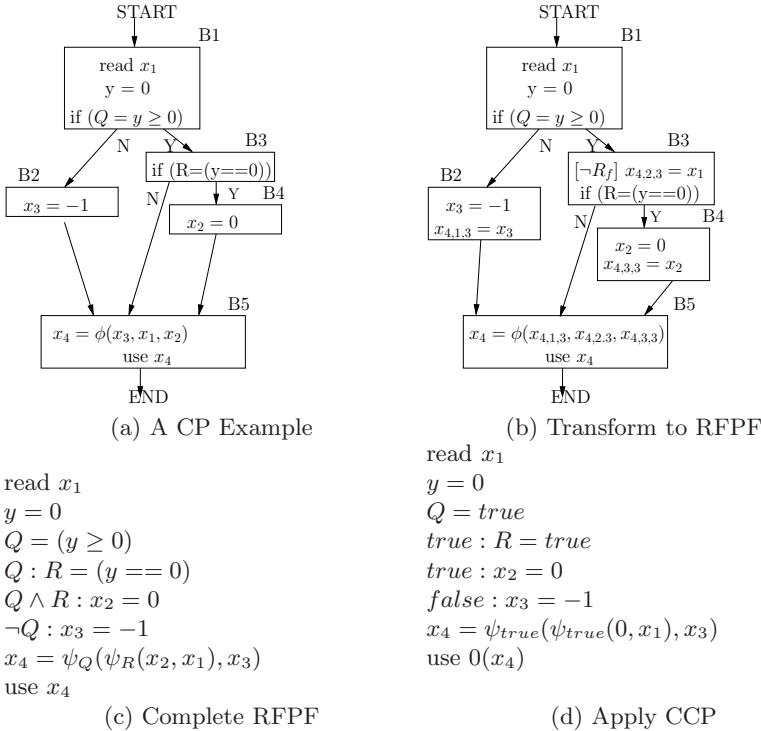 START
B1
read x₁
y = 0
if (Q = y ≥ 0)
N
Y
B3
if (R=(y==0))
B2
x₃ = −1
N
Y
B4
x₂ = 0
B5
x₄ = ϕ(x₃, x₁, x₂)
use x₄
END
(a) A CP Example
START
B1
read x₁
y = 0
if (Q = y ≥ 0)
N
Y
B3
[¬R_f] x₄,₂,₃ = x₁
if (R=(y==0))
B2
x₃ = −1
x₄,₁,₃ = x₃
N
Y
B4
x₂ = 0
x₄,₃,₃ = x₂
B5
x₄ = ϕ(x₄,₁,₃, x₄,₂.₃, x₄,₃,₃)
use x₄
END
(b) Transform to RFPF
read x₁
y = 0
Q = (y ≥ 0)
Q : R = (y == 0)
Q ∧ R : x₂ = 0
¬Q : x₃ = −1
x₄ = ψ_Q(ψ_R(x₂, x₁), x₃)
use x₄
(c) Complete RFPF
read x₁
y = 0
Q = true
true : R = true
true : x₂ = 0
false : x₃ = −1
x₄ = ψ_true(ψ_true(0, x₁), x₃)
use 0(x₄)
(d) Apply CCP